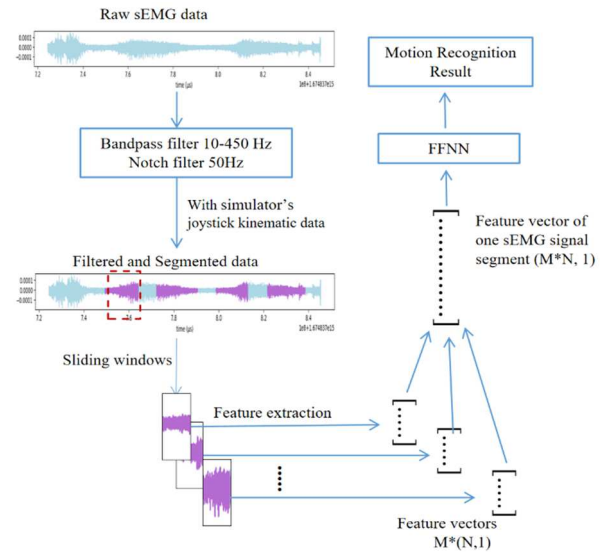 Raw sEMG data
0.0001
0.0000
−0.0001
7.2 7.4 7.6 7.8 8.0 8.2 8.4
time (μs)
1e8+1.674837e15
Bandpass filter 10-450 Hz
Notch filter 50Hz
With simulator's
joystick kinematic data
Filtered and Segmented data
0.0001
0.0000
−0.0001
7.2 7.4 7.6 7.8 8.0 8.2 8.4
time (μs)
1e8+1.674837e15
Sliding windows
Feature extraction
Feature vectors
M*(N,1)
Feature vector of
one sEMG signal
segment (M*N, 1)
FFNN
Motion Recognition
Result